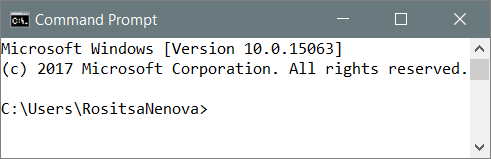 Command Prompt
Microsoft Windows [Version 10.0.15063]
(c) 2017 Microsoft Corporation. All rights reserved.
C:\Users\RositsaNenova>